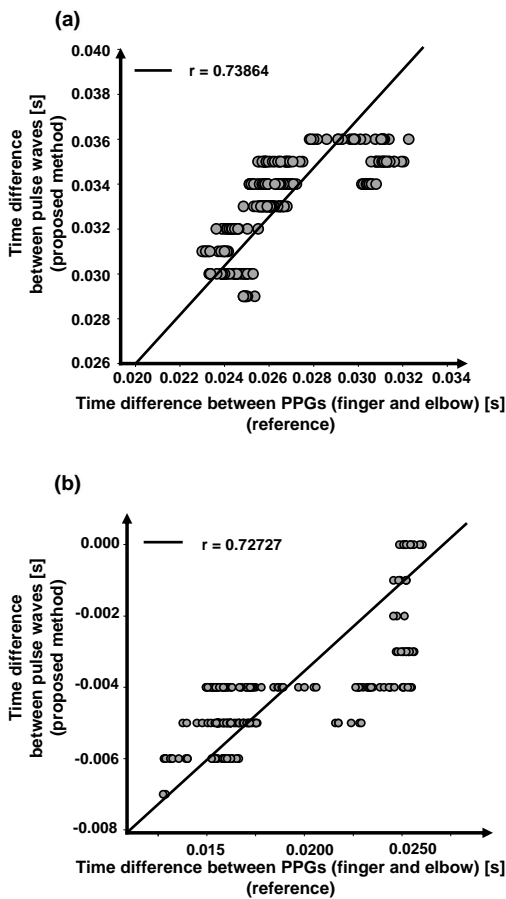 (a)
0.040
r = 0.73864
0.038
0.036
0.034
0.032
0.030
0.028
0.026
Time difference
between pulse waves [s]
(proposed method)
0.020 0.022 0.024 0.026 0.028 0.030 0.032 0.034
Time difference between PPGs (finger and elbow) [s]
(reference)
(b)
0.000
r = 0.72727
-0.002
-0.004
-0.006
-0.008
Time difference
between pulse waves [s]
(proposed method)
0.015 0.0200 0.0250
Time difference between PPGs (finger and elbow) [s]
(reference)